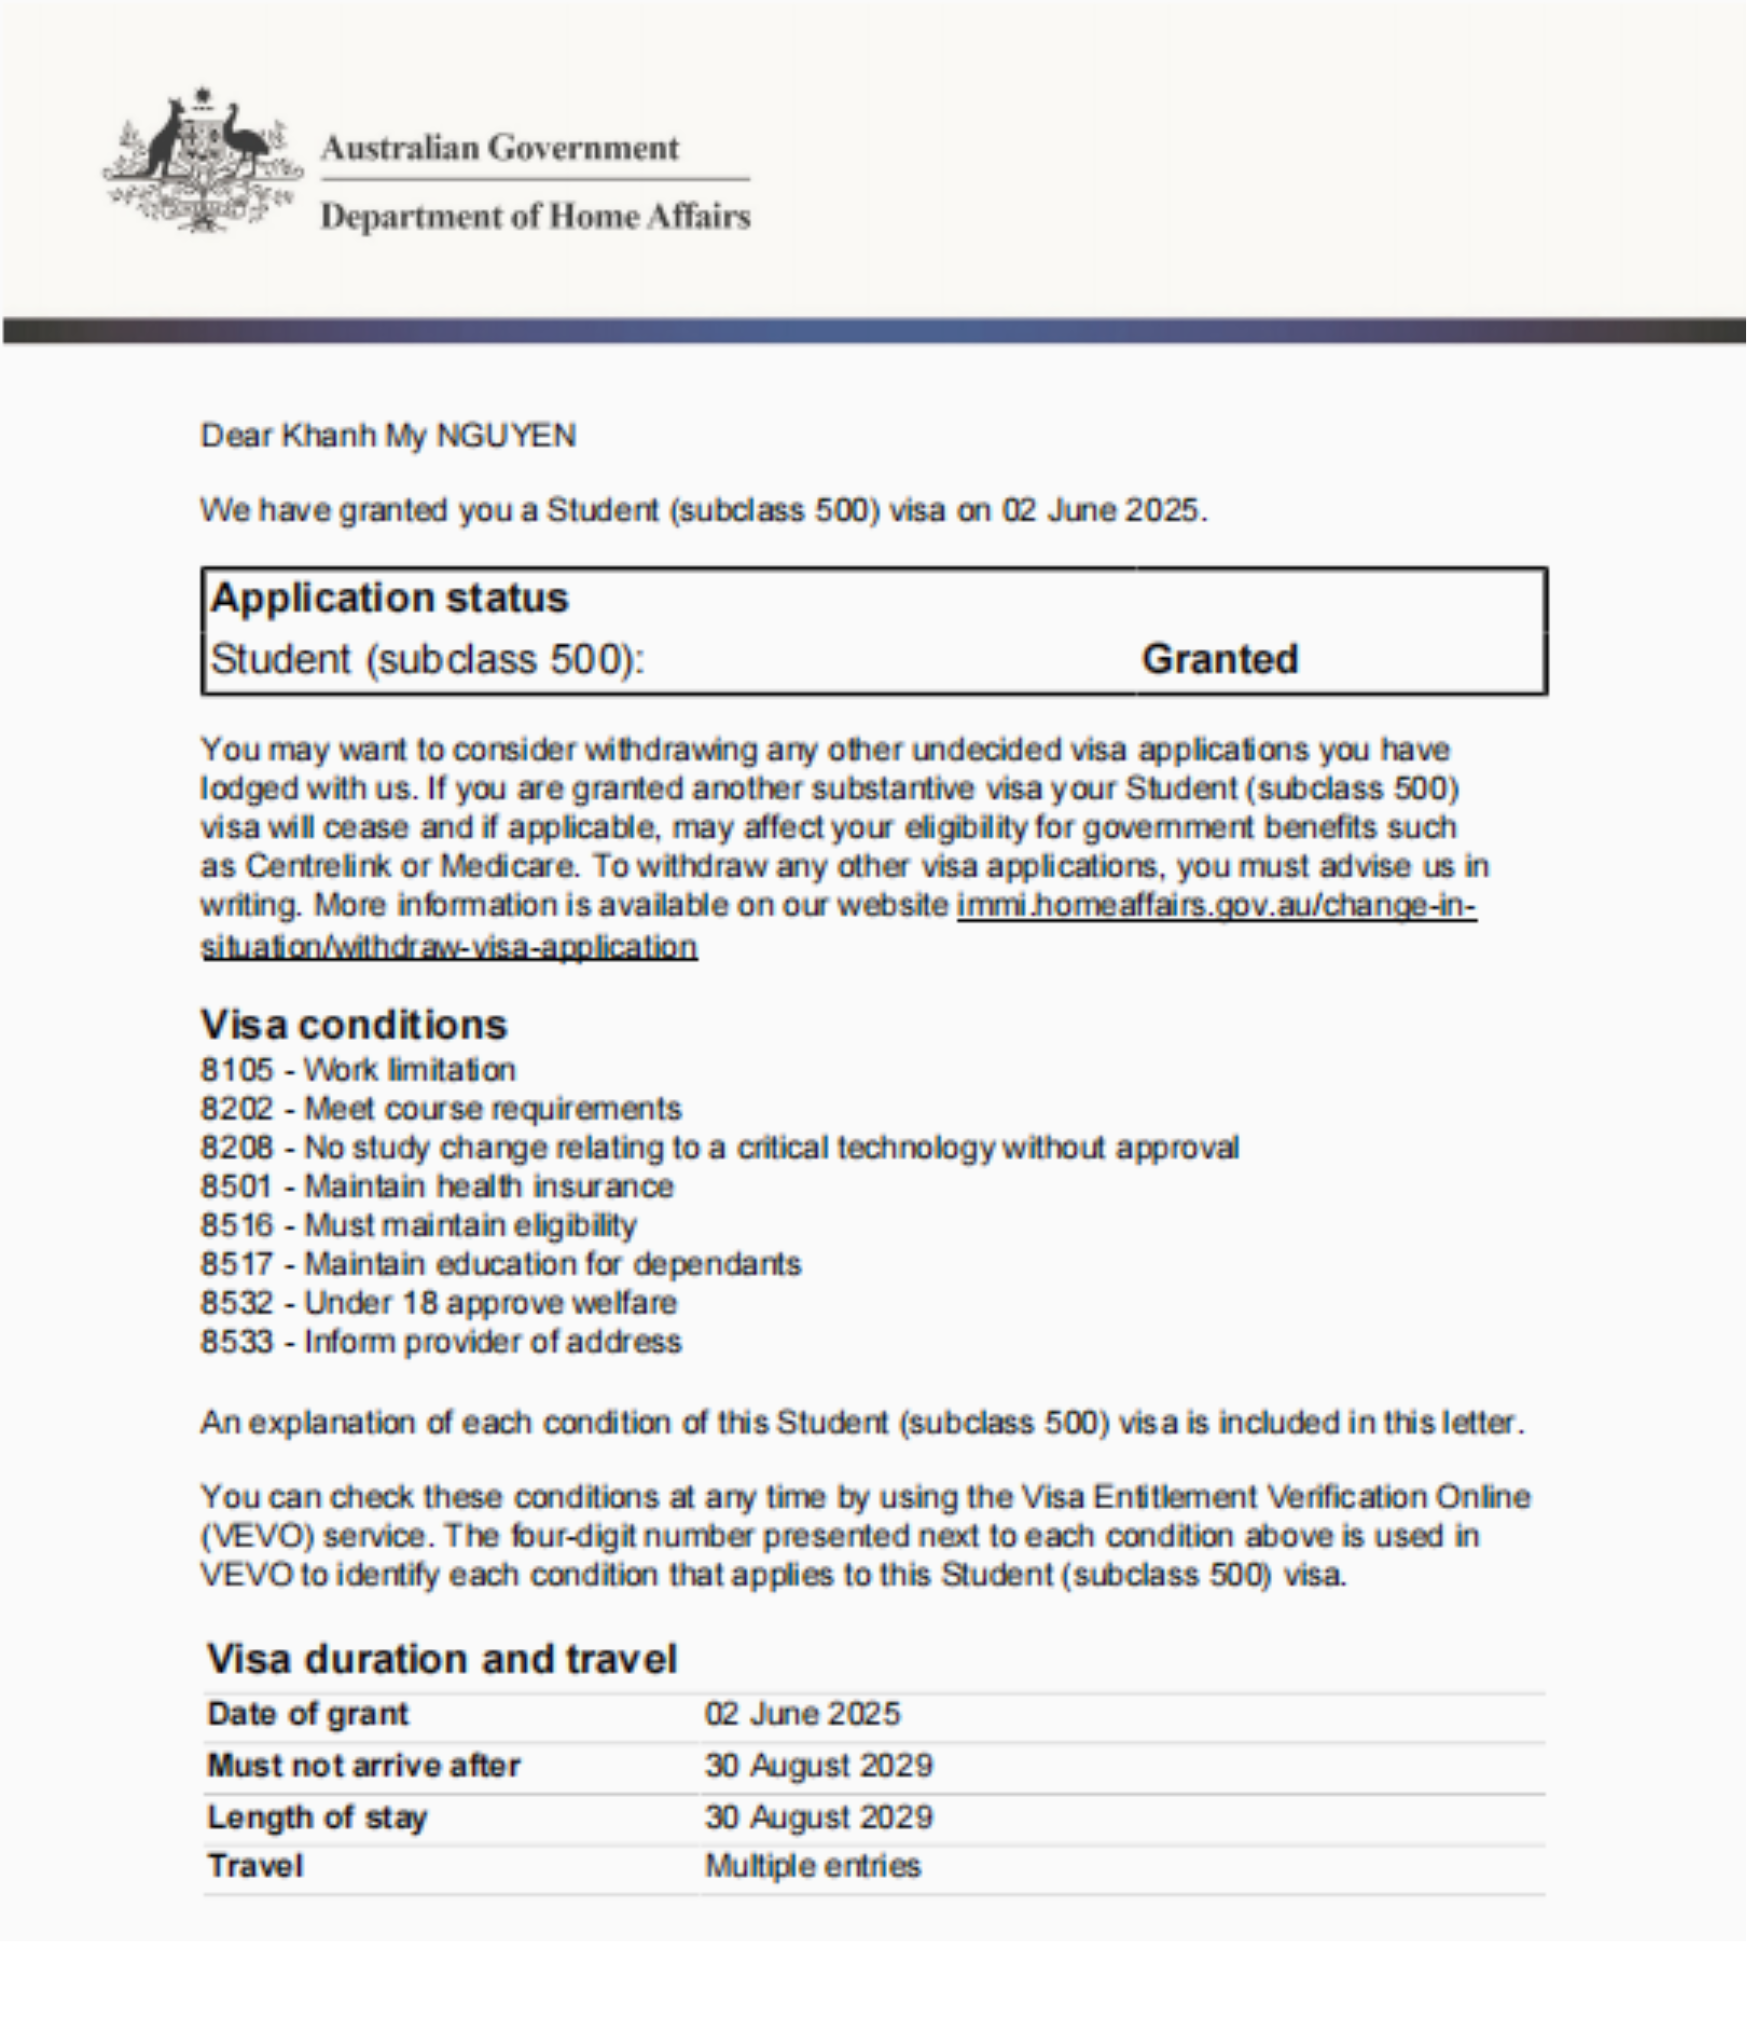 Australian Government
Department of Home Affairs
Dear Khanh My NGUYEN
We have granted you a Student (subclass 500) visa on 02 June 2025.
Application status
Student (subclass 500): Granted
You may want to consider withdrawing any other undecided visa applications you have
lodged with us. If you are granted another substantive visa your Student (subclass 500)
visa will cease and if applicable, may affect your eligibility for government benefits such
as Centrelink or Medicare. To withdraw any other visa applications, you must advise us in
writing. More information is available on our website immi.homeaffairs.gov.au/change-in-
situation/withdraw-visa-application
Visa conditions
8105 - Work limitation
8202 - Meet course requirements
8208 - No study change relating to a critical technology without approval
8501 - Maintain health insurance
8516 - Must maintain eligibility
8517 - Maintain education for dependants
8532 - Under 18 approve welfare
8533 - Inform provider of address
An explanation of each condition of this Student (subclass 500) visa is included in this letter.
You can check these conditions at any time by using the Visa Entitlement Verification Online
(VEVO) service. The four-digit number presented next to each condition above is used in
VEVO to identify each condition that applies to this Student (subclass 500) visa.
Visa duration and travel
Date of grant 02 June 2025
Must not arrive after 30 August 2029
Length of stay 30 August 2029
Travel Multiple entries